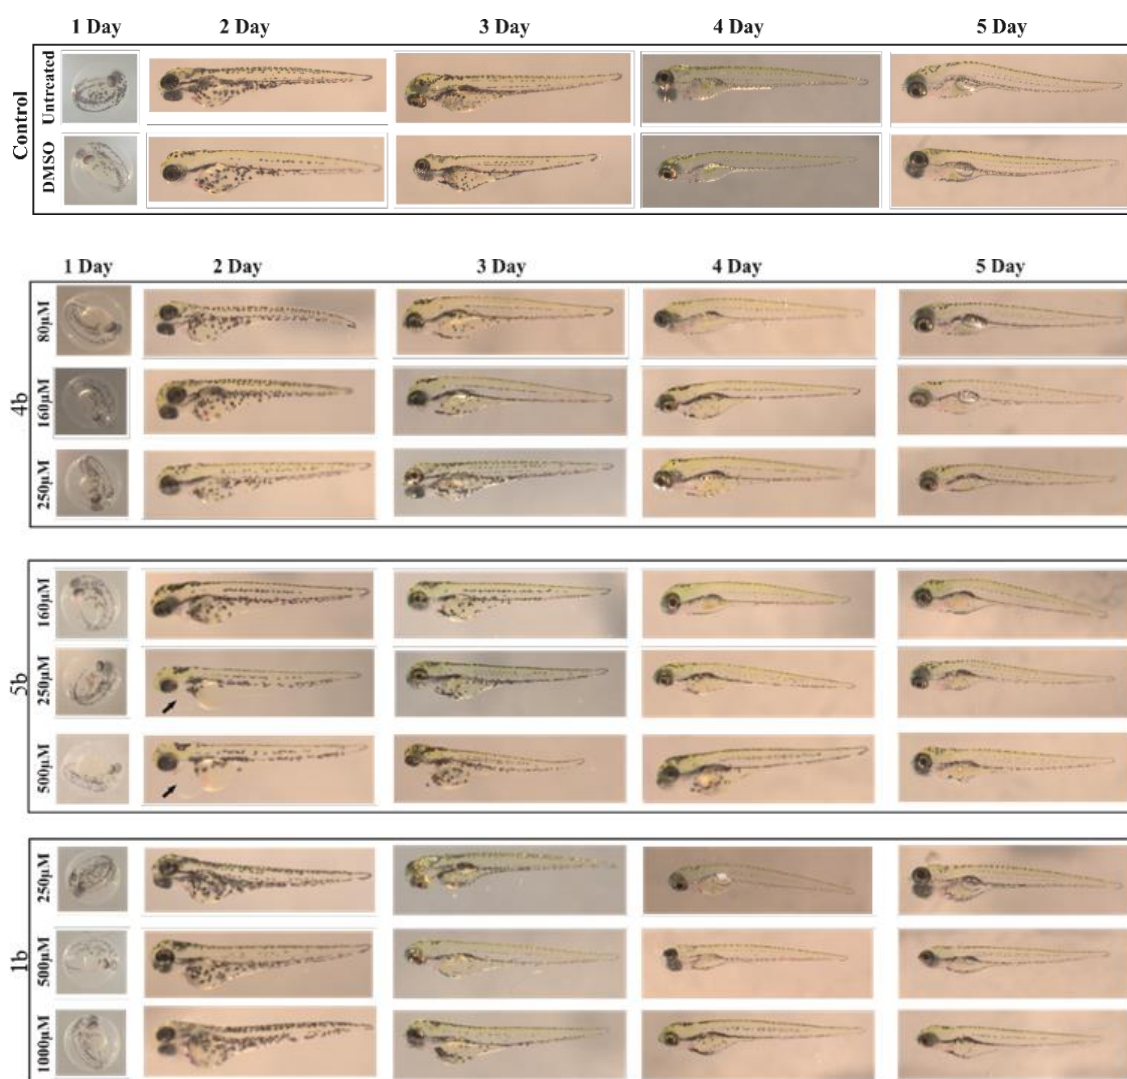 1 Day 2 Day 3 Day 4 Day 5 Day
Control
Untreated
DMSO
1 Day 2 Day 3 Day 4 Day 5 Day
4b
80μM
160μM
250μM
5b
160μM
250μM
500μM
1b
250μM
500μM
1000μM